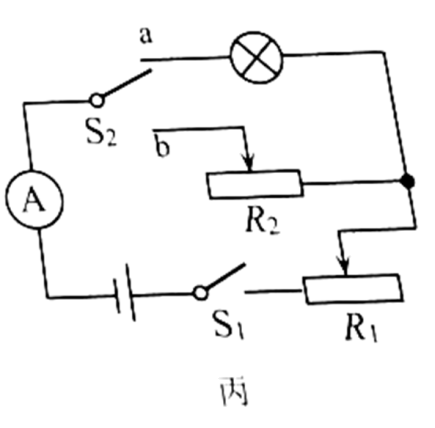 a
S₂
b
A
R₂
S₁
R₁
丙